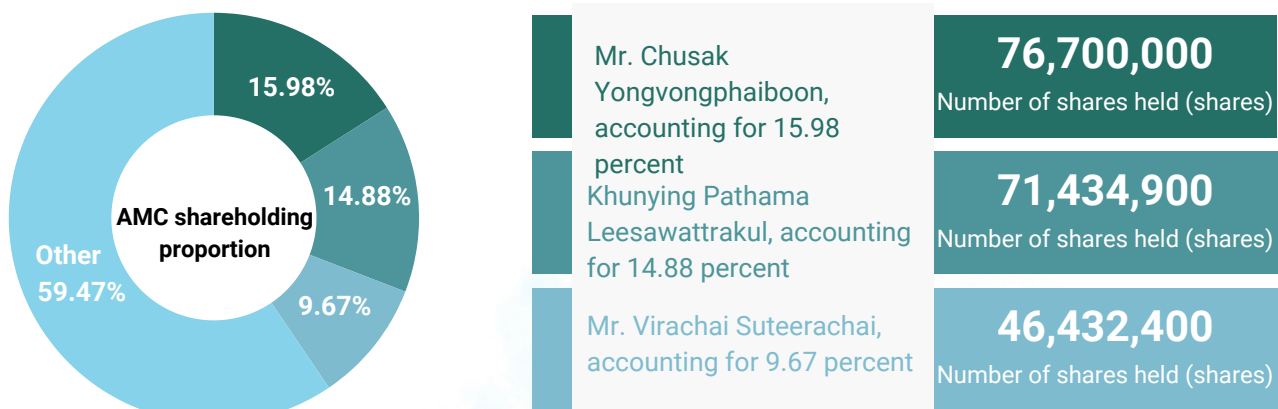 15.98%
14.88%
AMC shareholding
proportion
Other
59.47%
9.67%
Mr. Chusak
Yongvongphaiboon,
accounting for 15.98
percent
76,700,000
Number of shares held (shares)
Khunying Pathama
Leesawattrakul, accounting
for 14.88 percent
71,434,900
Number of shares held (shares)
Mr. Virachai Suteerachai,
accounting for 9.67 percent
46,432,400
Number of shares held (shares)